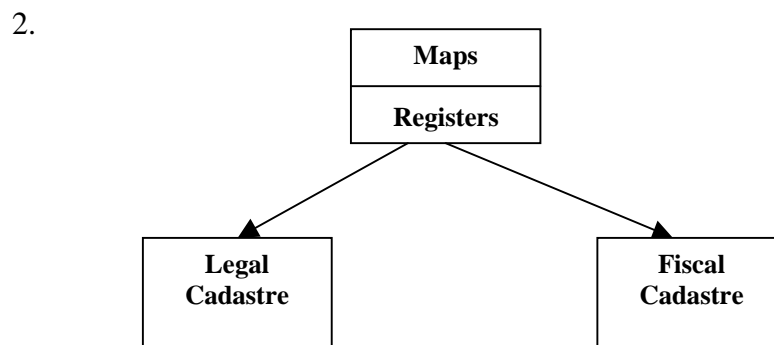 2.
Maps
Registers
Legal
Cadastre
Fiscal
Cadastre